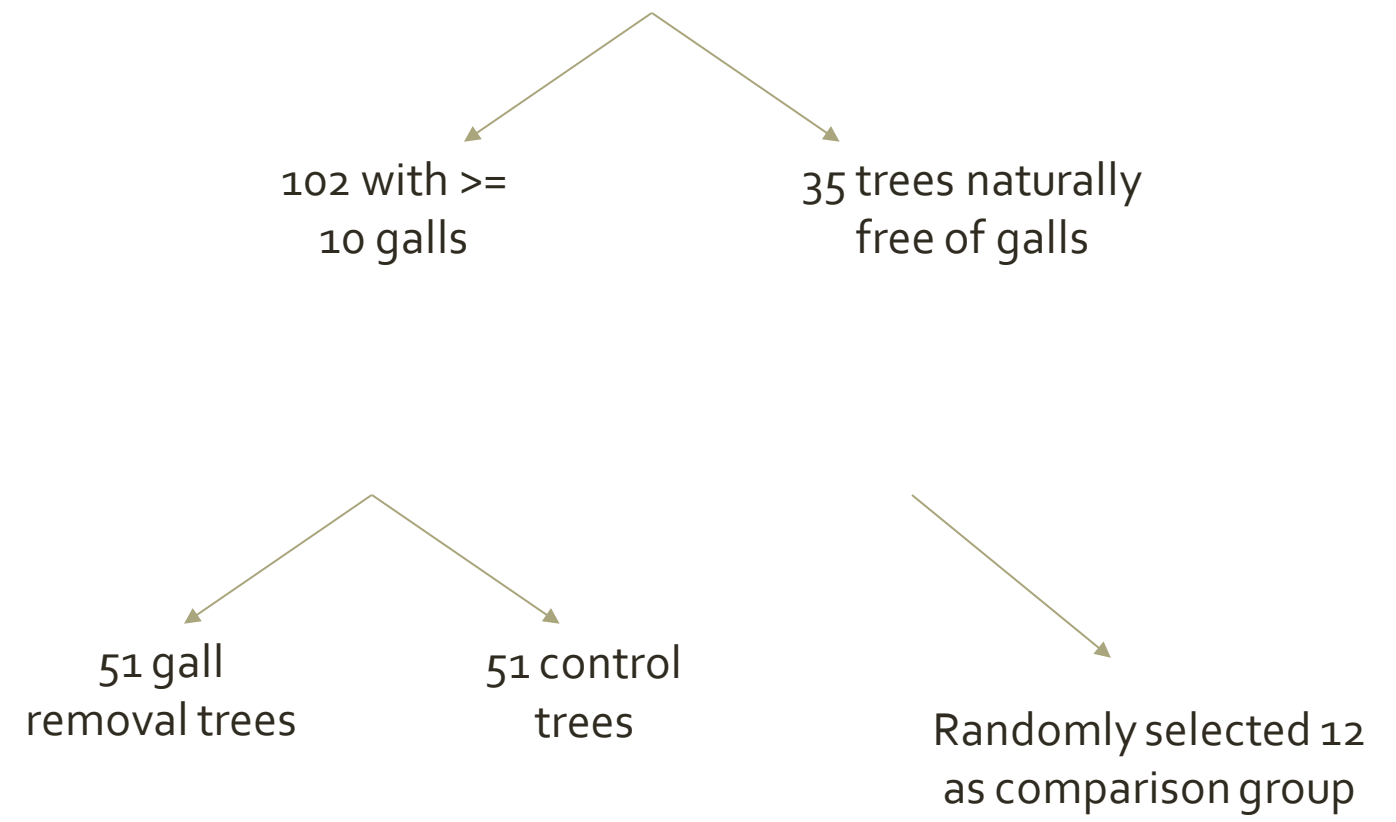 102 with >=
10 galls
35 trees naturally
free of galls
51 gall
removal trees
51 control
trees
Randomly selected 12
as comparison group